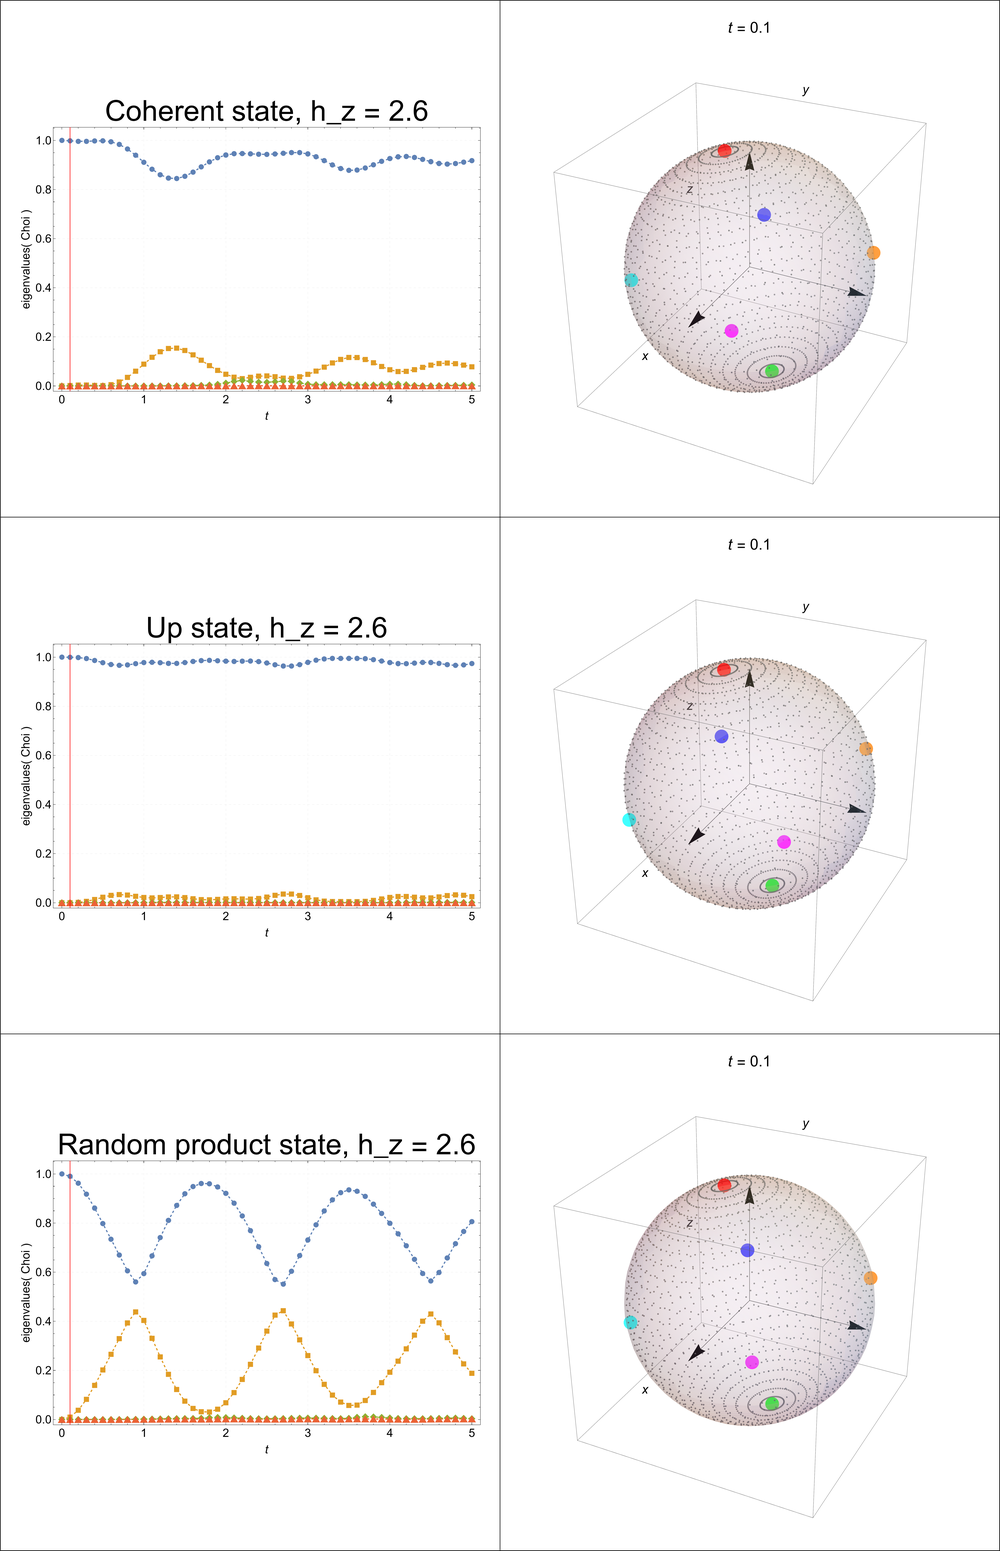 Coherent state, h_z = 2.6
eigenvalues( Choi )
1.0
0.8
0.6
0.4
0.2
0.0
0 1 2 3 4 5
t
t = 0.1
y
z
x
Up state, h_z = 2.6
eigenvalues( Choi )
1.0
0.8
0.6
0.4
0.2
0.0
0 1 2 3 4 5
t
t = 0.1
y
z
x
Random product state, h_z = 2.6
eigenvalues( Choi )
1.0
0.8
0.6
0.4
0.2
0.0
0 1 2 3 4 5
t
t = 0.1
y
z
x